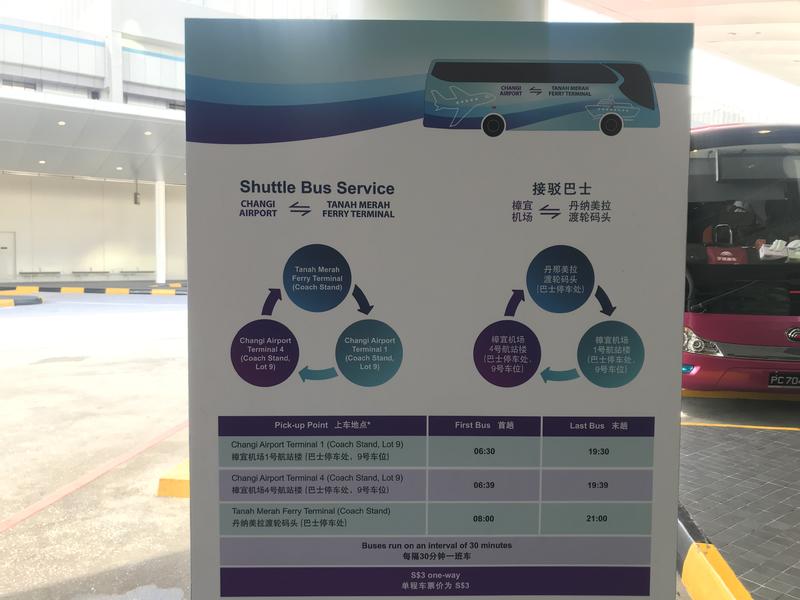 CHANGI
AIRPORT
TANAH MERAH
FERRY TERMINAL
Shuttle Bus Service
CHANGI
AIRPORT
TANAH MERAH
FERRY TERMINAL
接驳巴士
樟宜
机场
丹纳美拉
渡轮码头
Tanah Merah
Ferry Terminal
(Coach Stand)
Changi Airport
Terminal 4
(Coach Stand,
Lot 9)
Changi Airport
Terminal 1
(Coach Stand,
Lot 9)
丹那美拉
渡轮码头
(巴士停车处)
樟宜机场
4号航站楼
(巴士停车处，
9号车位)
樟宜机场
1号航站楼
(巴士停车处，
9号车位)
Pick-up Point 上车地点* First Bus 首趟 Last Bus 末趟
Changi Airport Terminal 1 (Coach Stand, Lot 9)
樟宜机场1号航站楼 (巴士停车处，9号车位)
06:30 19:30
Changi Airport Terminal 4 (Coach Stand, Lot 9)
樟宜机场4号航站楼 (巴士停车处，9号车位)
06:39 19:39
Tanah Merah Ferry Terminal (Coach Stand)
丹纳美拉渡轮码头 (巴士停车处)
08:00 21:00
Buses run on an interval of 30 minutes
每隔30分钟一班车
S$3 one-way
单程车票价为 S$3